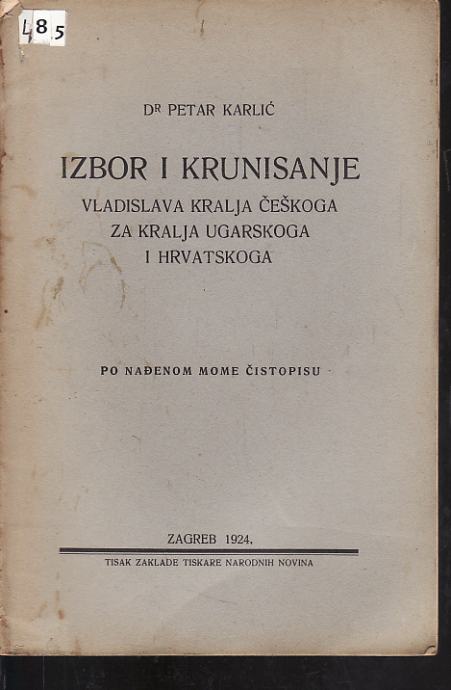 485
DR PETAR KARLIĆ
IZBOR I KRUNISANJE
VLADISLAVA KRALJA ČEŠKOGA
ZA KRALJA UGARSKOGA
I HRVATSKOGA
PO NAĐENOM MOME ČISTOPISU
ZAGREB 1924.
TISAK ZAKLADE TISKARE NARODNIH NOVINA